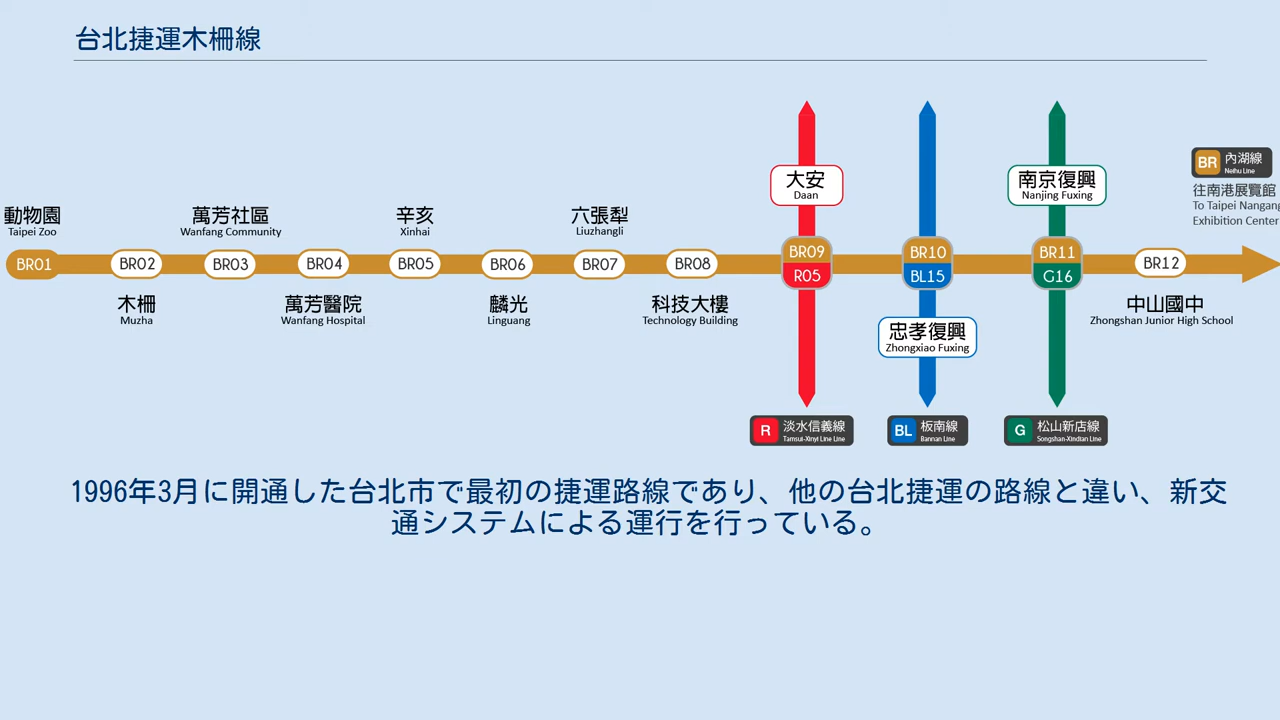 台北捷運木柵線
動物園
Taipei Zoo
萬芳社區
Wanfang Community
辛亥
Xinhai
六張犁
Liuzhangli
大安
Daan
南京復興
Nanjing Fuxing
BR 內湖線
Neihu Line
往南港展覽館
To Taipei Nangang
Exhibition Center
BR01
BR02
BR03
BR04
BR05
BR06
BR07
BR08
BR09
R05
BR10
BL15
BR11
G16
BR12
木柵
Muzha
萬芳醫院
Wanfang Hospital
麟光
Linguang
科技大樓
Technology Building
忠孝復興
Zhongxiao Fuxing
中山國中
Zhongshan Junior High School
R 淡水信義線
Tamsui-Xinyi Line Line
BL 板南線
Bannan Line
G 松山新店線
Songshan-Xindian Line
1996年3月に開通した台北市で最初の捷運路線であり、他の台北捷運の路線と違い、新交
通システムによる運行を行っている。